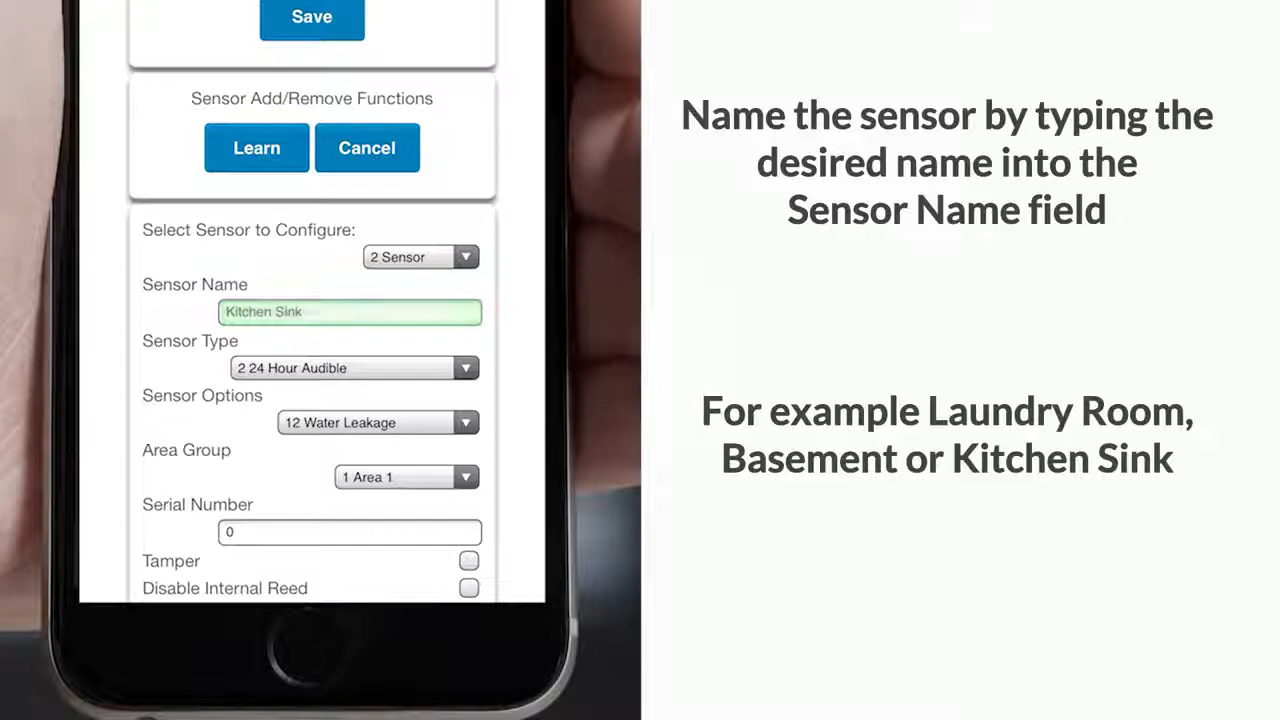 Save
Sensor Add/Remove Functions
Learn
Cancel
Select Sensor to Configure:
2 Sensor
Sensor Name
Kitchen Sink
Sensor Type
2 24 Hour Audible
Sensor Options
12 Water Leakage
Area Group
1 Area 1
Serial Number
0
Tamper
Disable Internal Reed
Name the sensor by typing the
desired name into the
Sensor Name field
For example Laundry Room,
Basement or Kitchen Sink